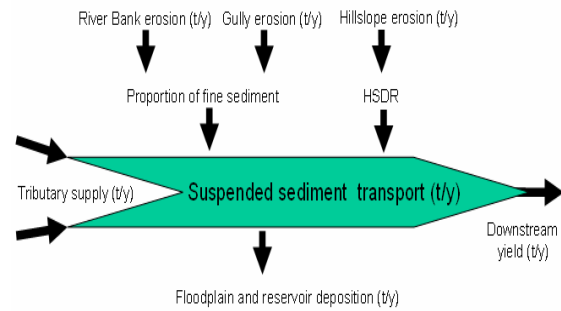 River Bank erosion (t/y) Gully erosion (t/y) Hillslope erosion (t/y)
Proportion of fine sediment HSDR
Tributary supply (t/y) Suspended sediment transport (t/y)
Downstream
yield (t/y)
Floodplain and reservoir deposition (t/y)